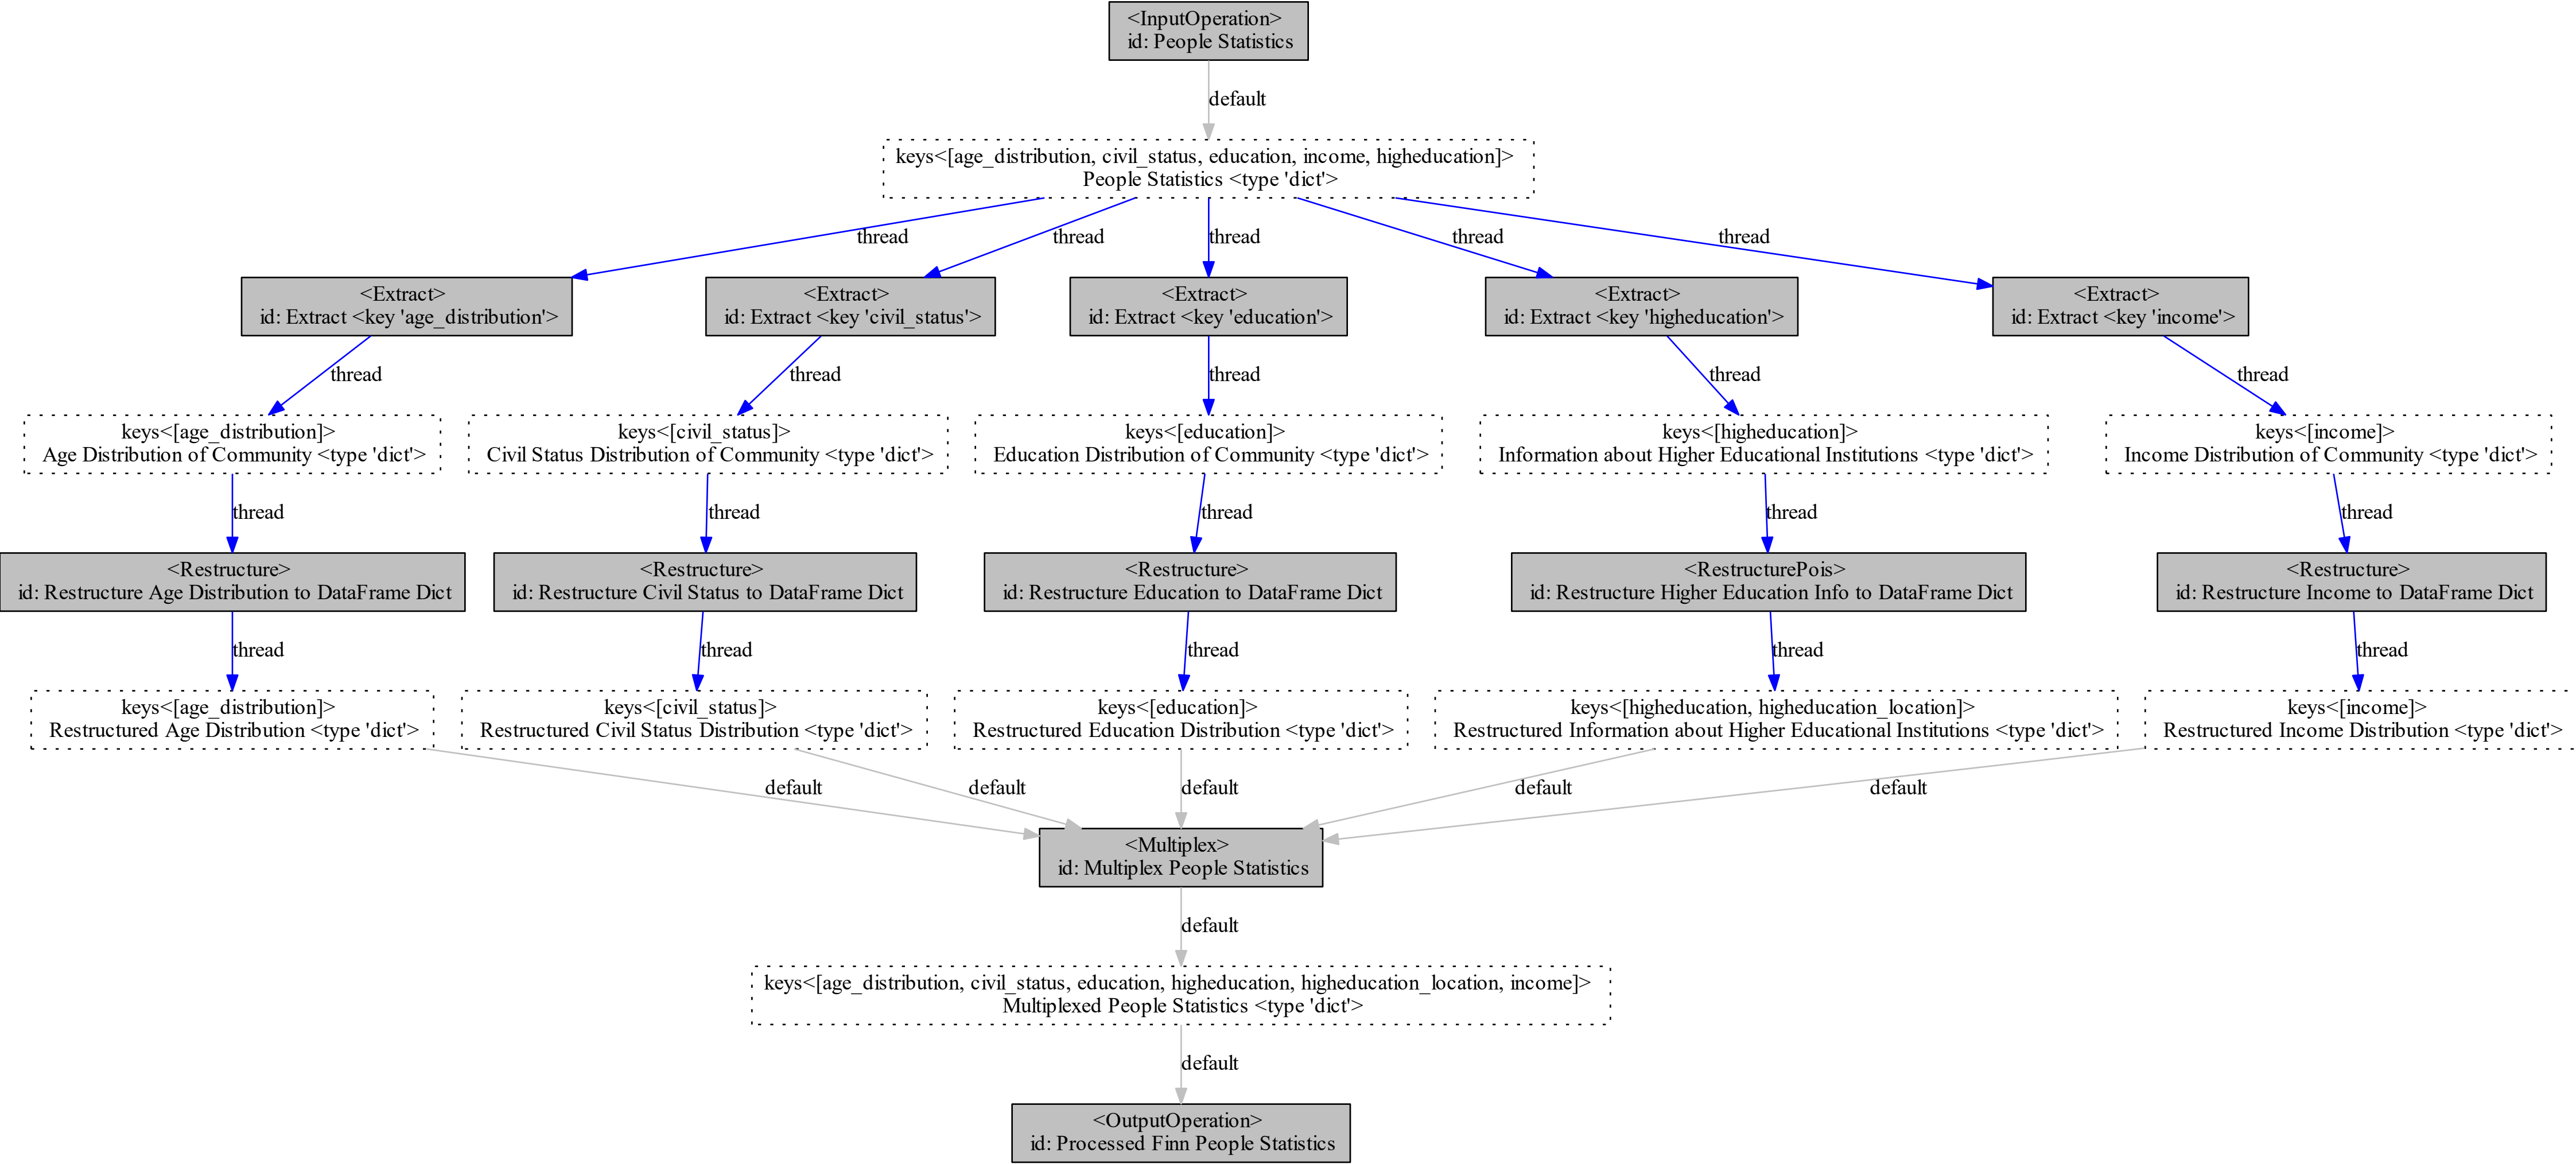 <InputOperation>
id: People Statistics
default
keys<[age_distribution, civil_status, education, income, higheducation]>
People Statistics <type 'dict'>
thread
thread
thread
thread
thread
<Extract>
id: Extract <key 'age_distribution'>
<Extract>
id: Extract <key 'civil_status'>
<Extract>
id: Extract <key 'education'>
<Extract>
id: Extract <key 'higheducation'>
<Extract>
id: Extract <key 'income'>
thread
thread
thread
thread
thread
keys<[age_distribution]>
Age Distribution of Community <type 'dict'>
keys<[civil_status]>
Civil Status Distribution of Community <type 'dict'>
keys<[education]>
Education Distribution of Community <type 'dict'>
keys<[higheducation]>
Information about Higher Educational Institutions <type 'dict'>
keys<[income]>
Income Distribution of Community <type 'dict'>
thread
thread
thread
thread
thread
<Restructure>
id: Restructure Age Distribution to DataFrame Dict
<Restructure>
id: Restructure Civil Status to DataFrame Dict
<Restructure>
id: Restructure Education to DataFrame Dict
<RestructurePois>
id: Restructure Higher Education Info to DataFrame Dict
<Restructure>
id: Restructure Income to DataFrame Dict
thread
thread
thread
thread
thread
keys<[age_distribution]>
Restructured Age Distribution <type 'dict'>
keys<[civil_status]>
Restructured Civil Status Distribution <type 'dict'>
keys<[education]>
Restructured Education Distribution <type 'dict'>
keys<[higheducation, higheducation_location]>
Restructured Information about Higher Educational Institutions <type 'dict'>
keys<[income]>
Restructured Income Distribution <type 'dict'>
default
default
default
default
default
<Multiplex>
id: Multiplex People Statistics
default
keys<[age_distribution, civil_status, education, higheducation, higheducation_location, income]>
Multiplexed People Statistics <type 'dict'>
default
<OutputOperation>
id: Processed Finn People Statistics